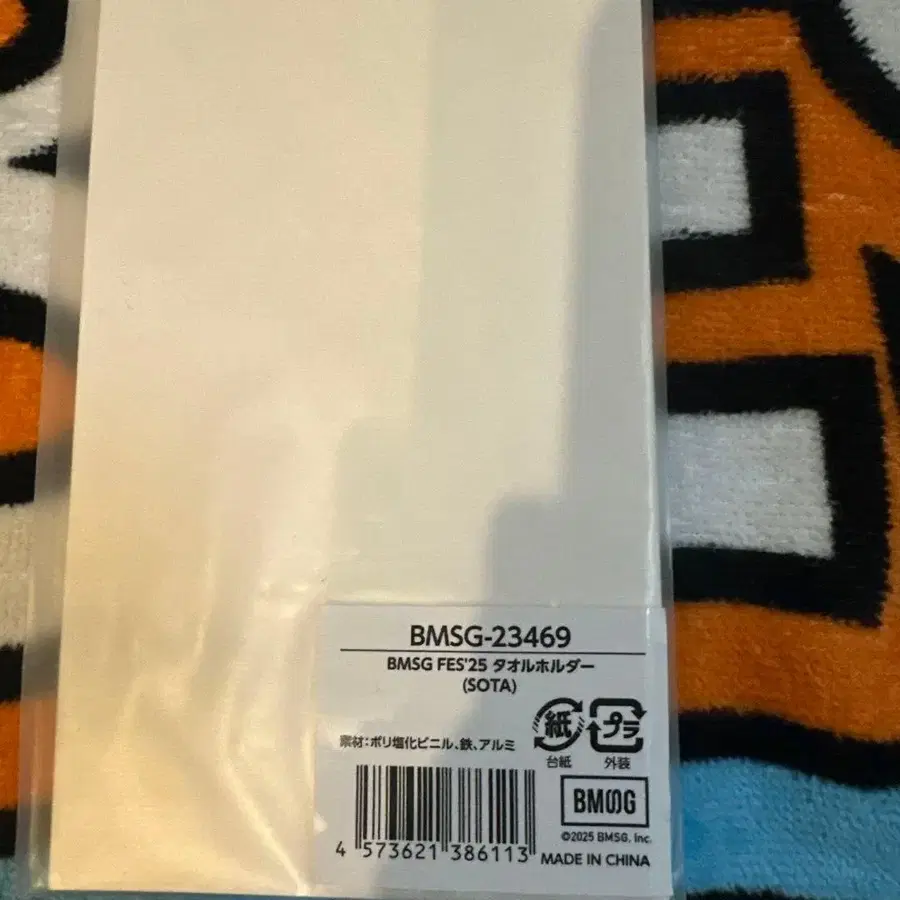 BMSG-23469
BMSG FES'25 タオルホルダー
(SOTA)
紙
プラ
台紙
外装
素材:ポリ塩化ビニル、鉄、アルミ
BMSG
©2025 BMSG, Inc.
4 573621 386113
MADE IN CHINA